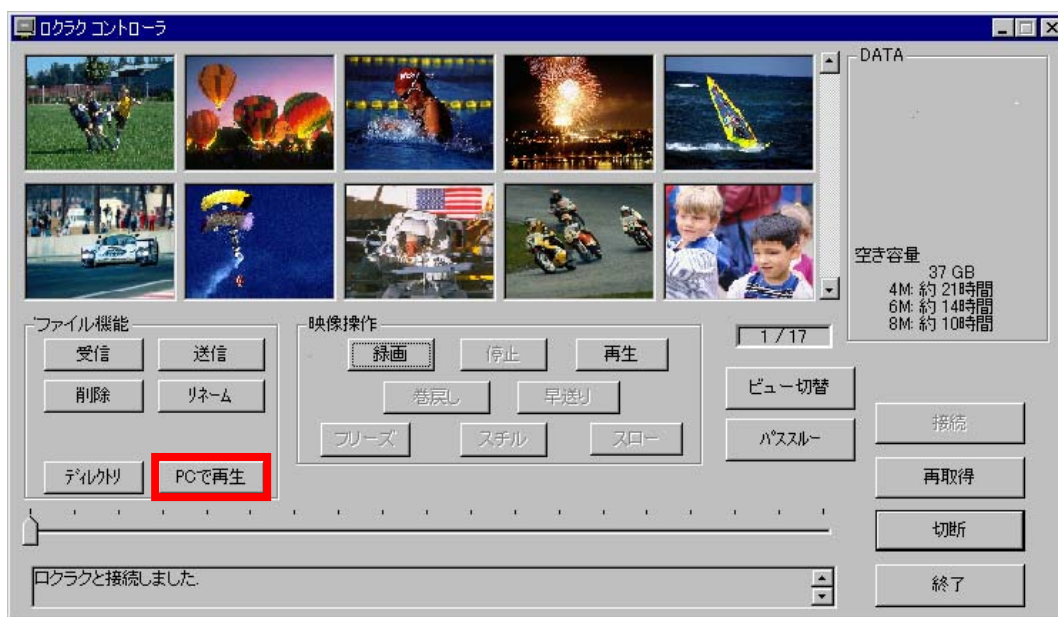 ロクラク コントローラ
DATA
空き容量
37 GB
4M: 約 21時間
6M: 約 14時間
8M: 約 10時間
ファイル機能
受信
送信
削除
リネーム
ディレクトリ
PCで再生
映像操作
録画
停止
再生
巻戻し
早送り
フリーズ
スチル
スロー
1 / 17
ビュー切替
パススルー
接続
再取得
切断
終了
ロクラクと接続しました.